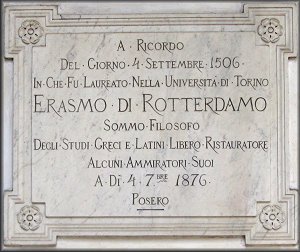 A RICORDO
DEL GIORNO 4 SETTEMBRE 1506
IN CHE FU LAUREATO NELLA UNIVERSITÀ DI TORINO
ERASMO DI ROTTERDAMO
SOMMO FILOSOFO
DEGLI STUDI GRECI E LATINI LIBERO RISTAURATORE
ALCUNI AMMIRATORI SUOI
A DÌ 4 7BRE 1876.
POSERO